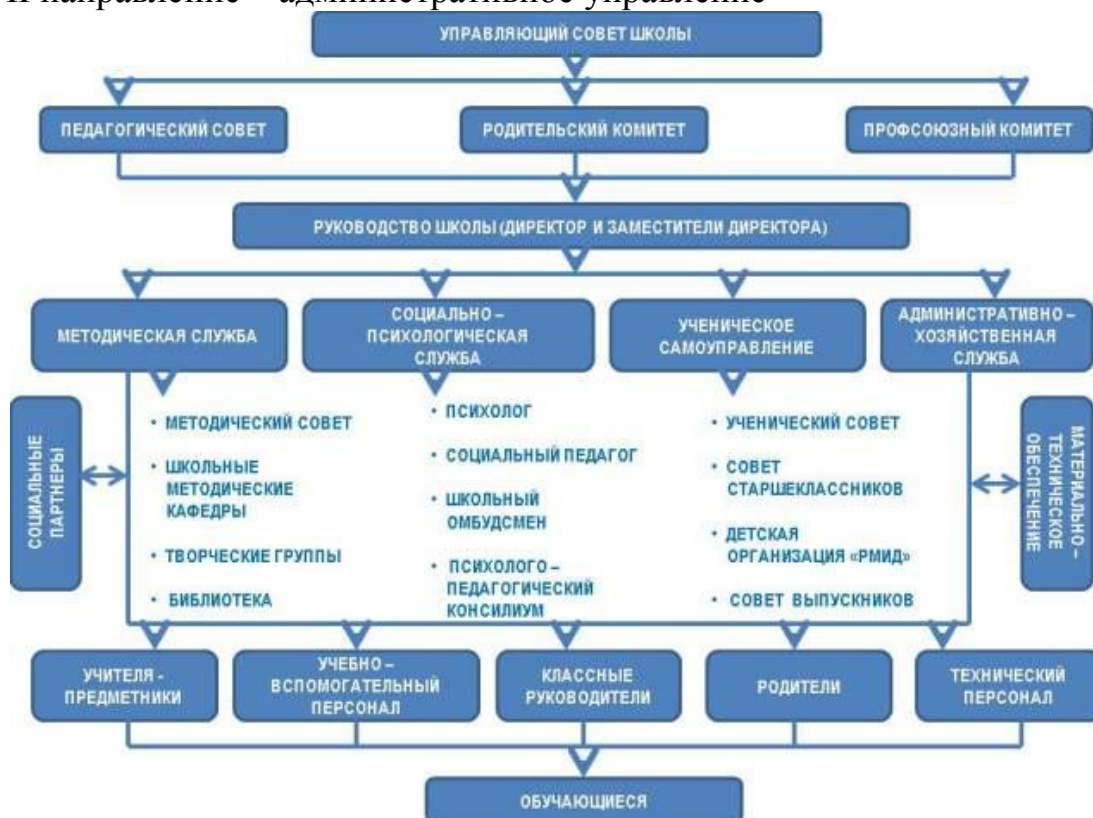 направление – административное управление
УПРАВЛЯЮЩИЙ СОВЕТ ШКОЛЫ
ПЕДАГОГИЧЕСКИЙ СОВЕТ
РОДИТЕЛЬСКИЙ КОМИТЕТ
ПРОФСОЮЗНЫЙ КОМИТЕТ
РУКОВОДСТВО ШКОЛЫ (ДИРЕКТОР И ЗАМЕСТИТЕЛИ ДИРЕКТОРА)
МЕТОДИЧЕСКАЯ СЛУЖБА
СОЦИАЛЬНО –
ПСИХОЛОГИЧЕСКАЯ
СЛУЖБА
УЧЕНИЧЕСКОЕ
САМОУПРАВЛЕНИЕ
АДМИНИСТРАТИВНО –
ХОЗЯЙСТВЕННАЯ
СЛУЖБА
СОЦИАЛЬНЫЕ
ПАРТНЕРЫ
• МЕТОДИЧЕСКИЙ СОВЕТ
• ШКОЛЬНЫЕ
МЕТОДИЧЕСКИЕ
КАФЕДРЫ
• ТВОРЧЕСКИЕ ГРУППЫ
• БИБЛИОТЕКА
• ПСИХОЛОГ
• СОЦИАЛЬНЫЙ ПЕДАГОГ
• ШКОЛЬНЫЙ
ОМБУДСМЕН
• ПСИХОЛОГО –
ПЕДАГОГИЧЕСКИЙ
КОНСИЛИУМ
• УЧЕНИЧЕСКИЙ СОВЕТ
• СОВЕТ
СТАРШЕКЛАССНИКОВ
• ДЕТСКАЯ
ОРГАНИЗАЦИЯ «РМИД»
• СОВЕТ ВЫПУСКНИКОВ
МАТЕРИАЛЬНО –
ТЕХНИЧЕСКОЕ
ОБЕСПЕЧЕНИЕ
УЧИТЕЛЯ -
ПРЕДМЕТНИКИ
УЧЕБНО –
ВСПОМОГАТЕЛЬНЫЙ
ПЕРСОНАЛ
КЛАССНЫЕ
РУКОВОДИТЕЛИ
РОДИТЕЛИ
ТЕХНИЧЕСКИЙ
ПЕРСОНАЛ
ОБУЧАЮЩИЕСЯ